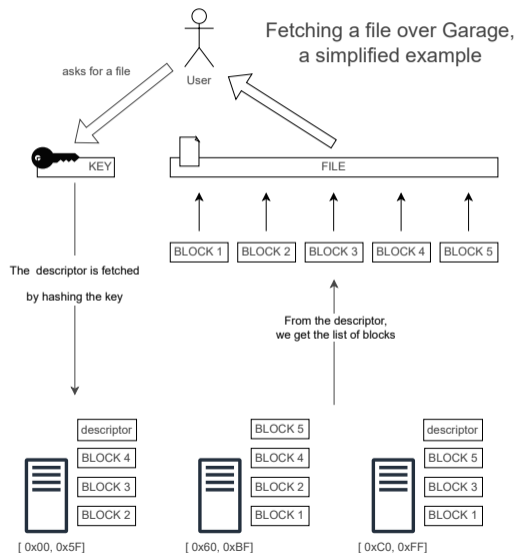 Fetching a file over Garage,
a simplified example
asks for a file
User
KEY
FILE
BLOCK 1
BLOCK 2
BLOCK 3
BLOCK 4
BLOCK 5
The descriptor is fetched
by hashing the key
From the descriptor,
we get the list of blocks
descriptor
BLOCK 4
BLOCK 3
BLOCK 2
[ 0x00, 0x5F]
BLOCK 5
BLOCK 4
BLOCK 2
BLOCK 1
[ 0x60, 0xBF]
descriptor
BLOCK 5
BLOCK 3
BLOCK 1
[ 0xC0, 0xFF]